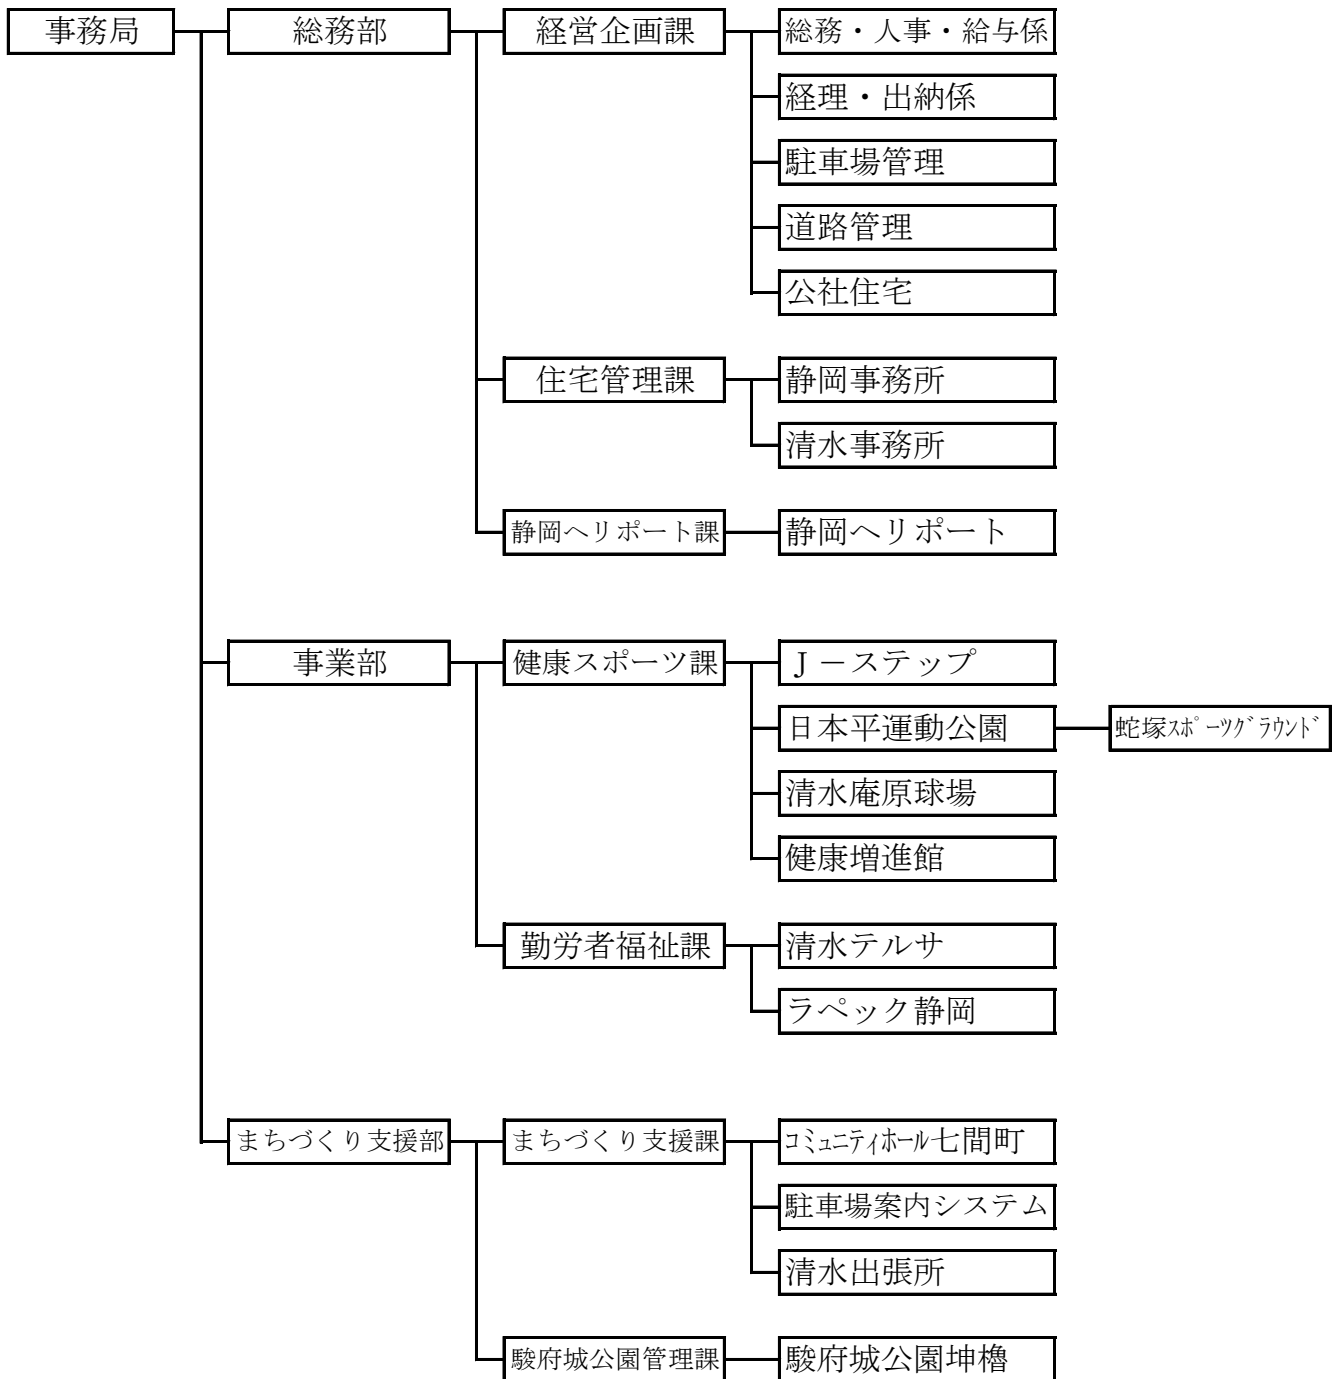 事務局
総務部
経営企画課
総務・人事・給与係
経理・出納係
駐車場管理
道路管理
公社住宅
住宅管理課
静岡事務所
清水事務所
静岡ヘリポート課
静岡ヘリポート
事業部
健康スポーツ課
J－ステップ
日本平運動公園
蛇塚ｽﾎﾟｰﾂｸﾞﾗｳﾝﾄﾞ
清水庵原球場
健康増進館
勤労者福祉課
清水テルサ
ラペック静岡
まちづくり支援部
まちづくり支援課
ｺﾐｭﾆﾃｨﾎｰﾙ七間町
駐車場案内システム
清水出張所
駿府城公園管理課
駿府城公園坤櫓